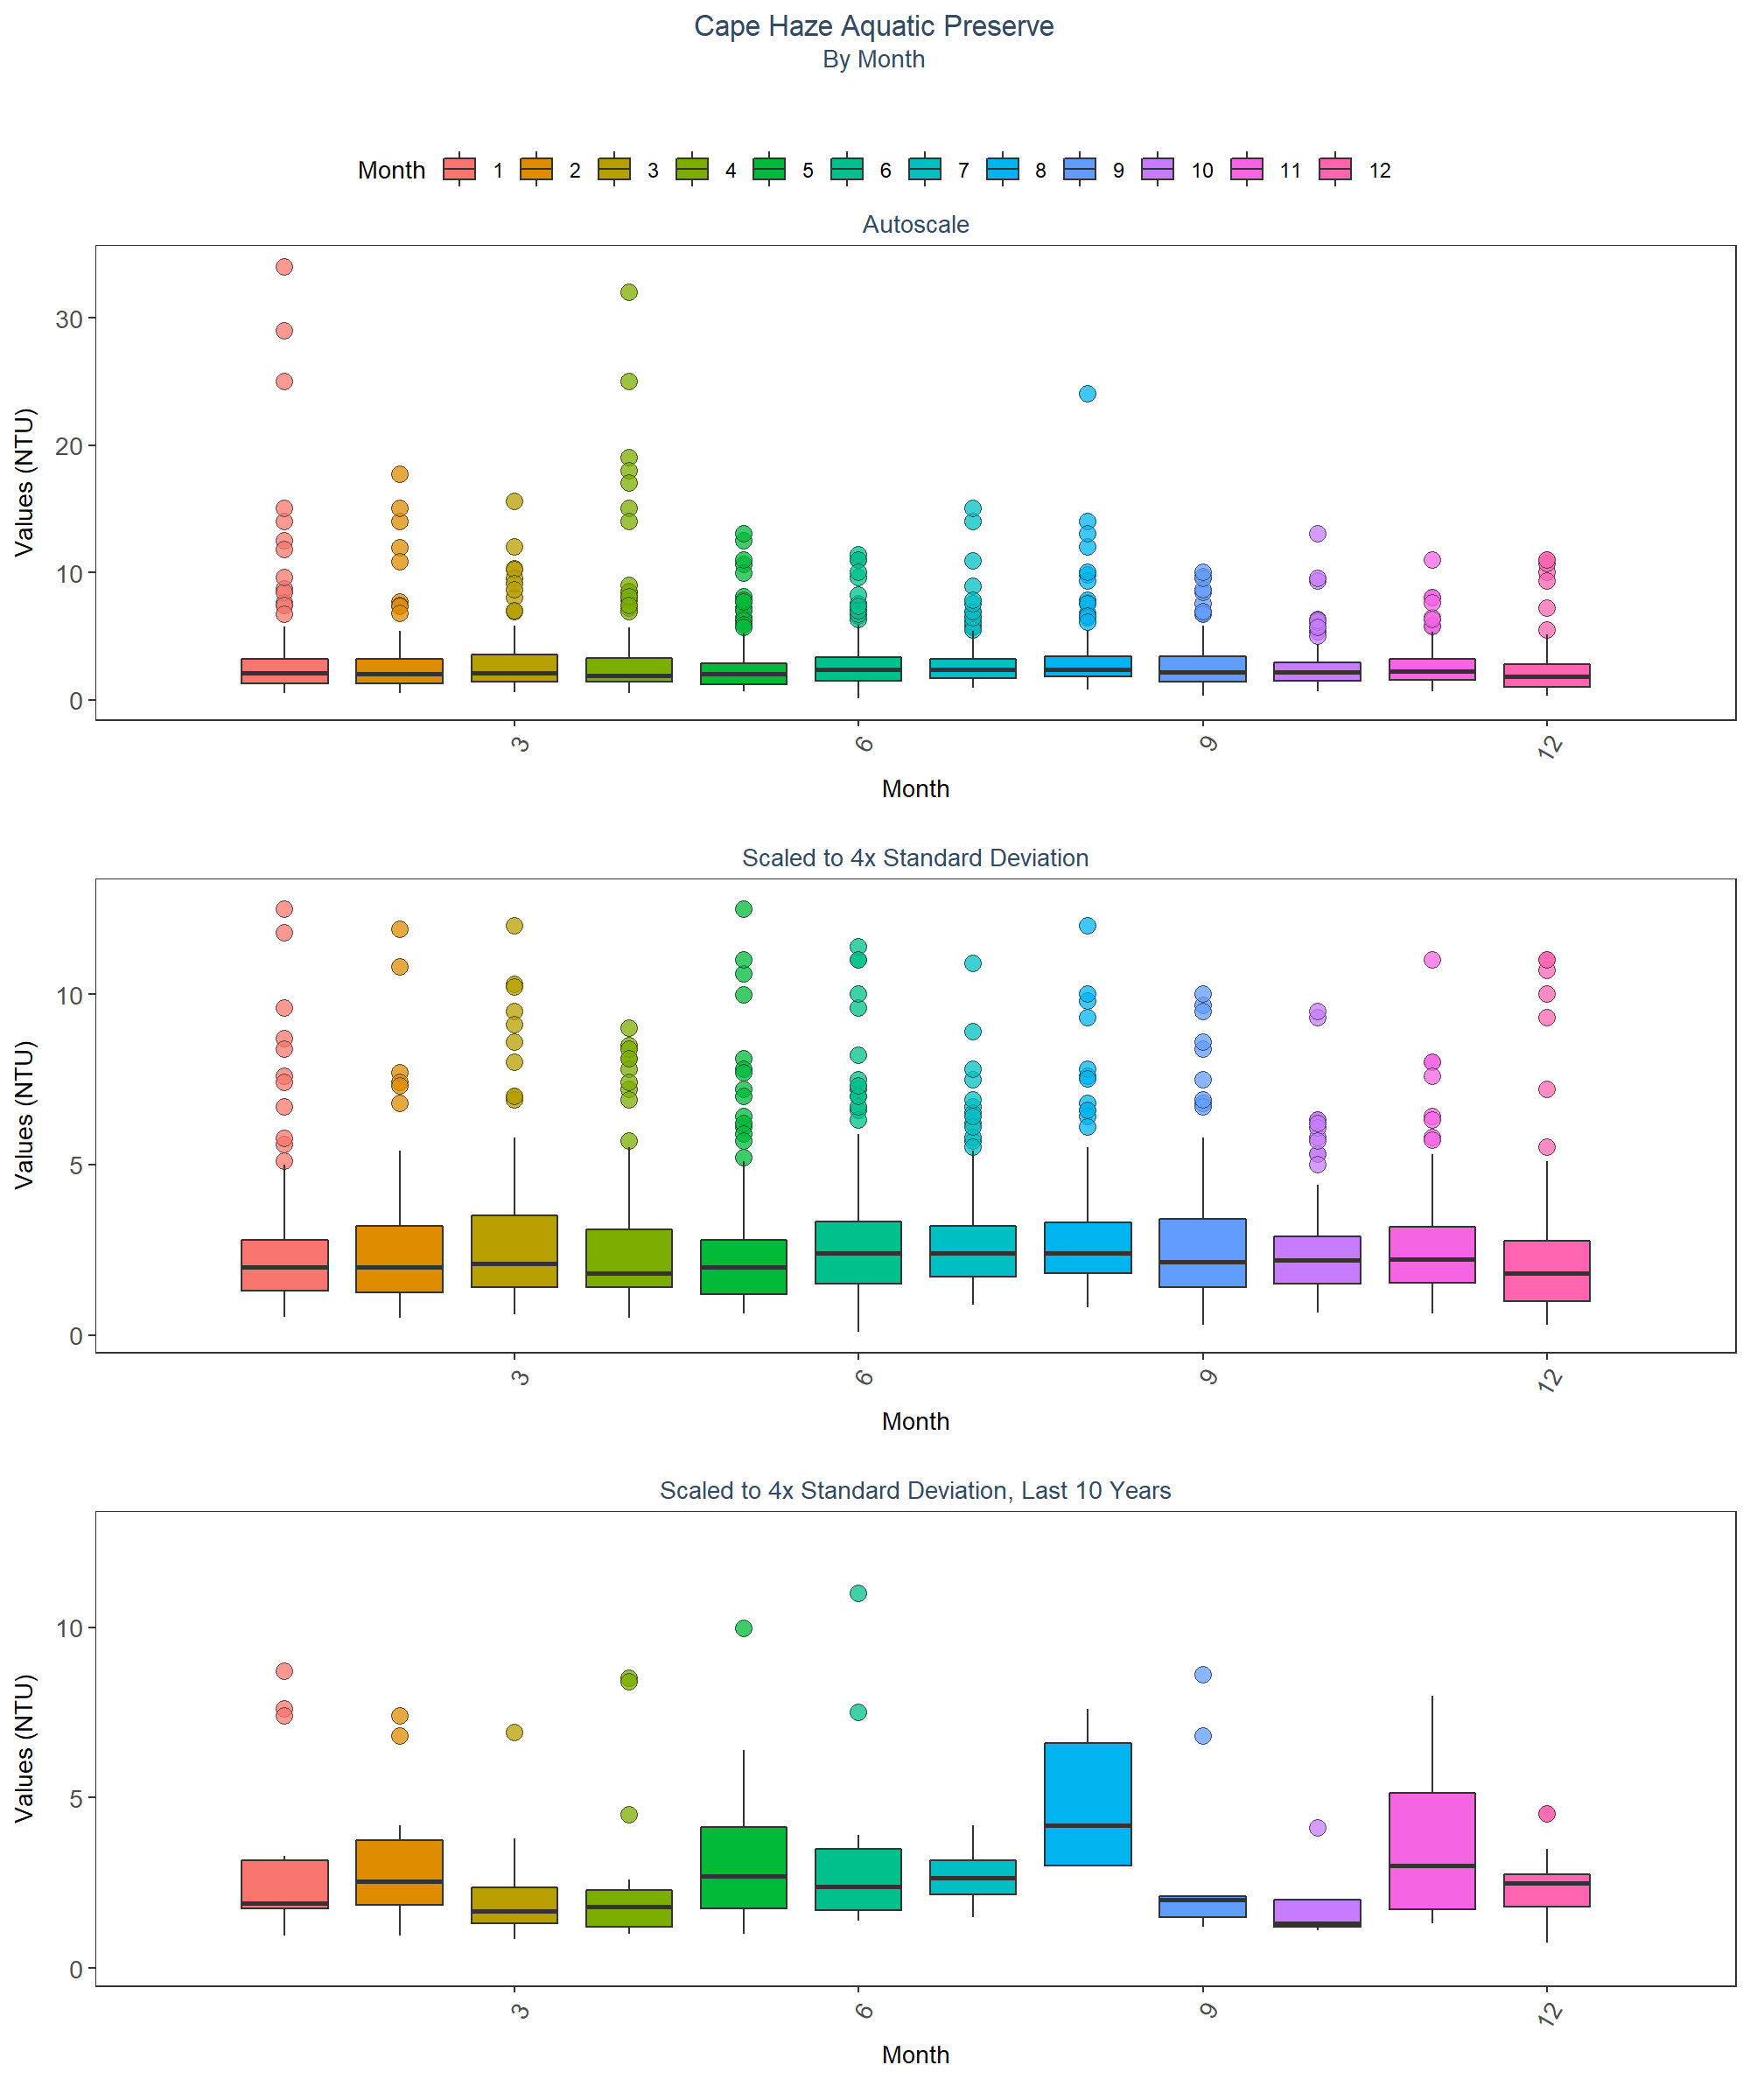 Cape Haze Aquatic Preserve
By Month
Month 1 2 3 4 5 6 7 8 9 10 11 12
Autoscale
Values (NTU)
30
20
10
0
3 6 9 12
Month
Scaled to 4x Standard Deviation
Values (NTU)
10
5
0
3 6 9 12
Month
Scaled to 4x Standard Deviation, Last 10 Years
Values (NTU)
10
5
0
3 6 9 12
Month